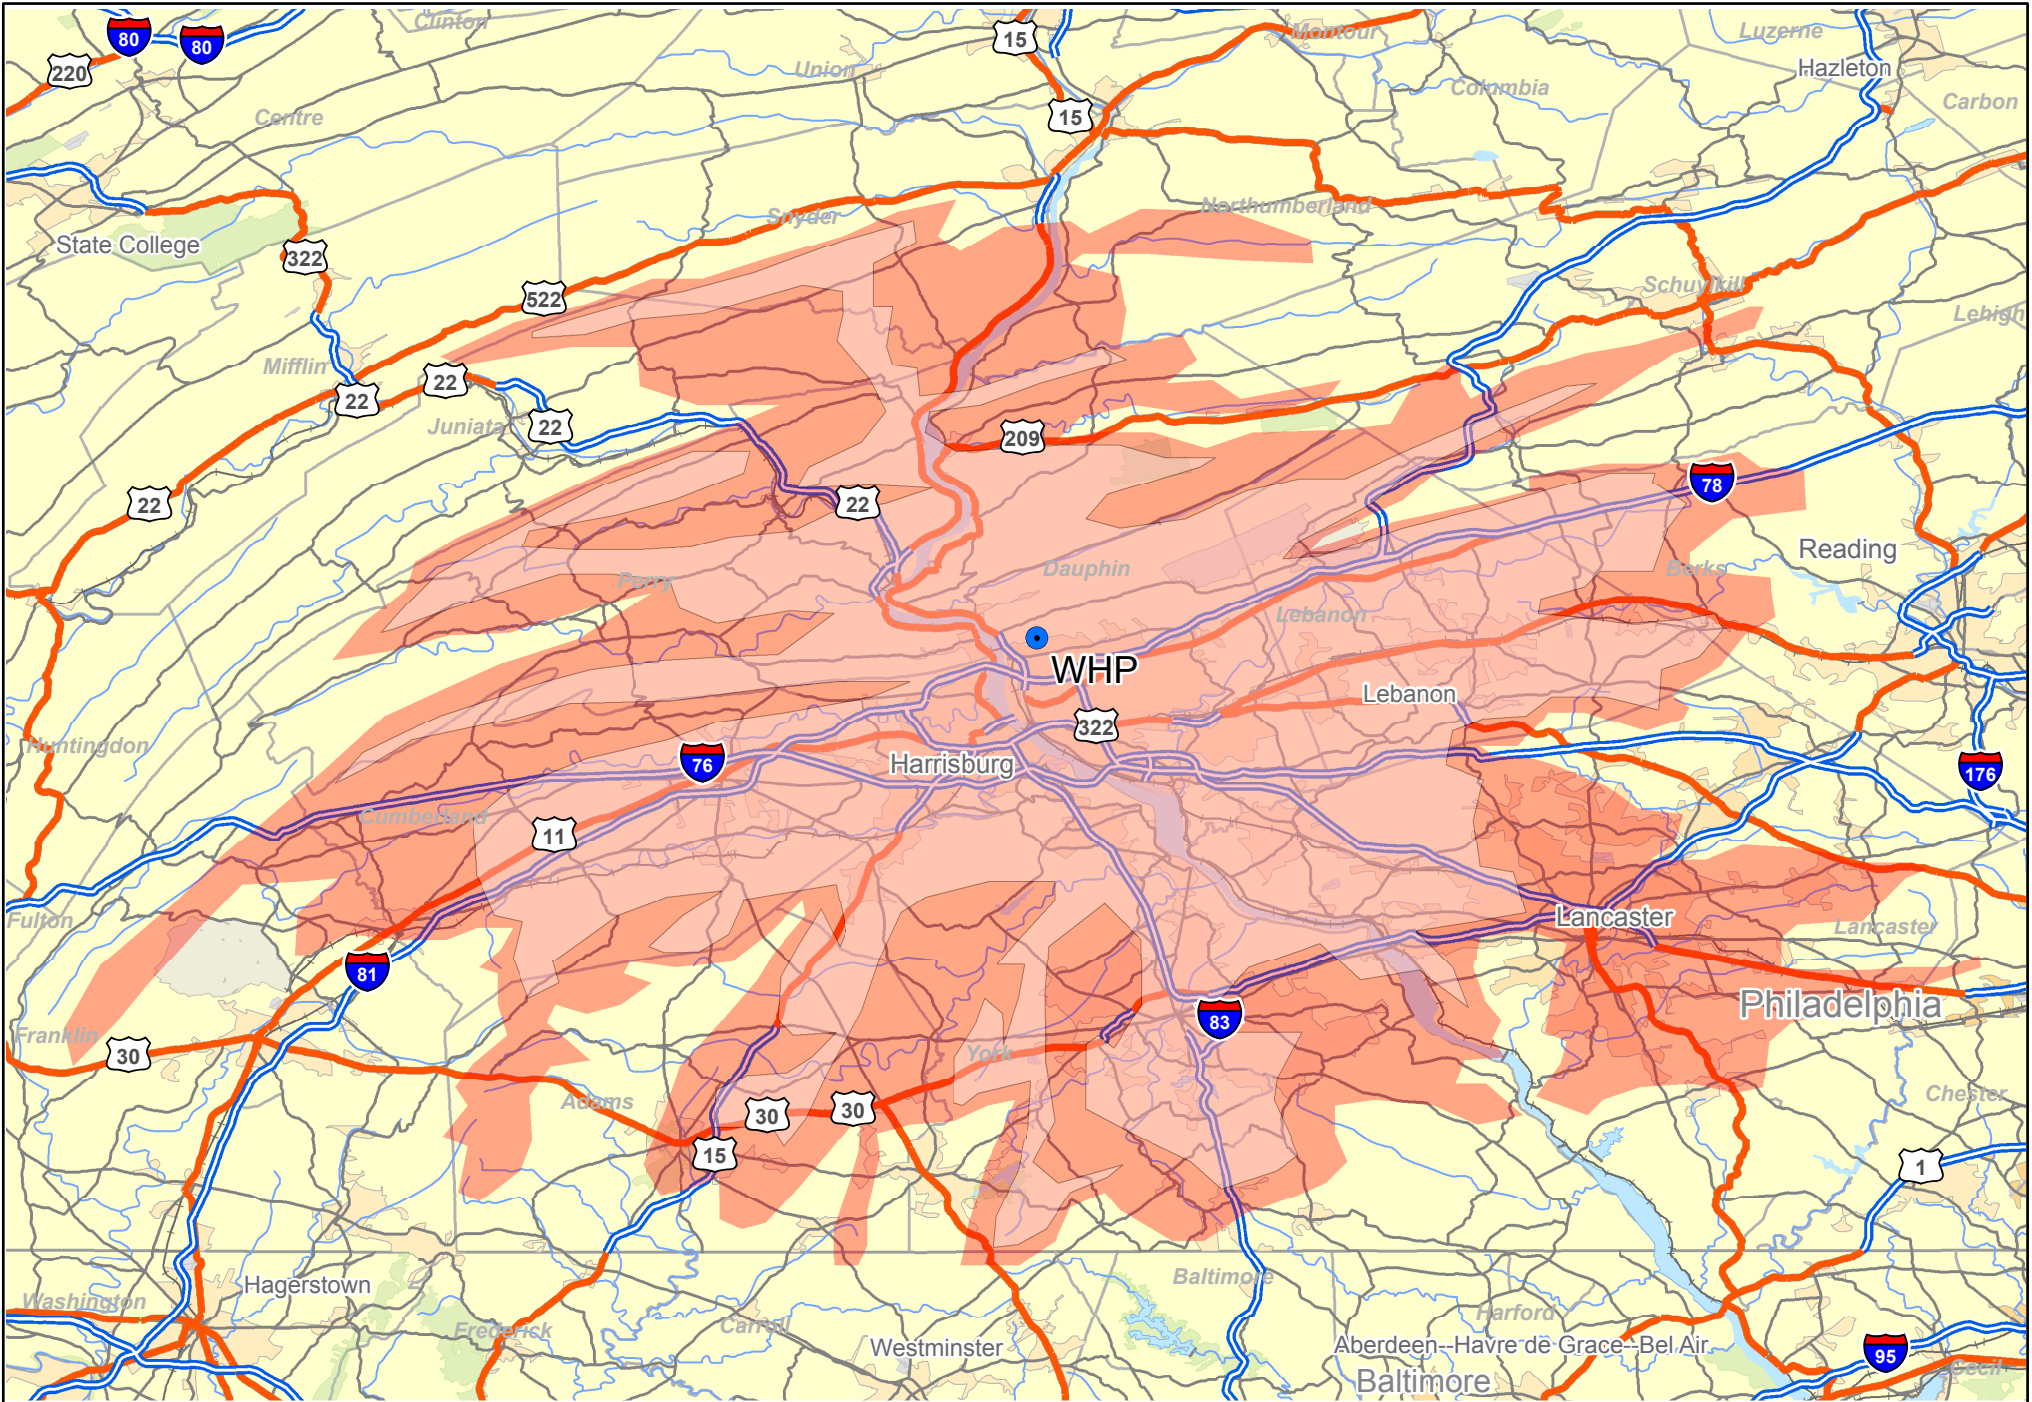 Clinton
80
80
15
Montour
Luzerne
220
Union
Hazleton
Columbia
Carbon
Centre
15
Snyder
Northumberland
State College
322
Schuylkill
522
Lehigh
Mifflin
22
22
Juniata
22
209
78
22
22
Reading
Perry
Dauphin
Berks
Lebanon
WHP
Lebanon
322
Huntingdon
76
Harrisburg
176
Cumberland
11
Fulton
Lancaster
Lancaster
81
Philadelphia
Franklin
83
30
York
Adams
30
30
Chester
15
1
Baltimore
Hagerstown
Washington
Harford
Frederick
Carroll
Westminster
Aberdeen--Havre de Grace--Bel Air
95
Cecil
Baltimore